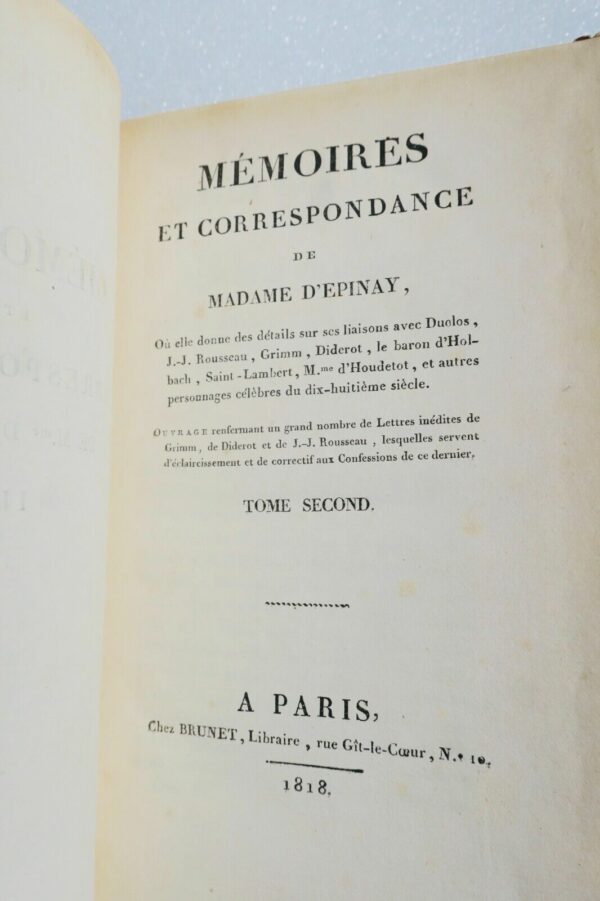 MÉMOIRES
ET CORRESPONDANCE
DE
MADAME D'EPINAY,
Où elle donne des détails sur ses liaisons avec Duclos,
J.-J. Rousseau, Grimm, Diderot, le baron d'Hol-
bach, Saint-Lambert, M.me d'Houdetot, et autres
personnages célèbres du dix-huitième siècle.
OUVRAGE renfermant un grand nombre de Lettres inédites de
Grimm, de Diderot et de J.-J. Rousseau, lesquelles servent
d'éclaircissement et de correctif aux Confessions de ce dernier.
TOME SECOND.
A PARIS,
Chez BRUNET, Libraire, rue Gît-le-Cœur, N.° 10.
1818.